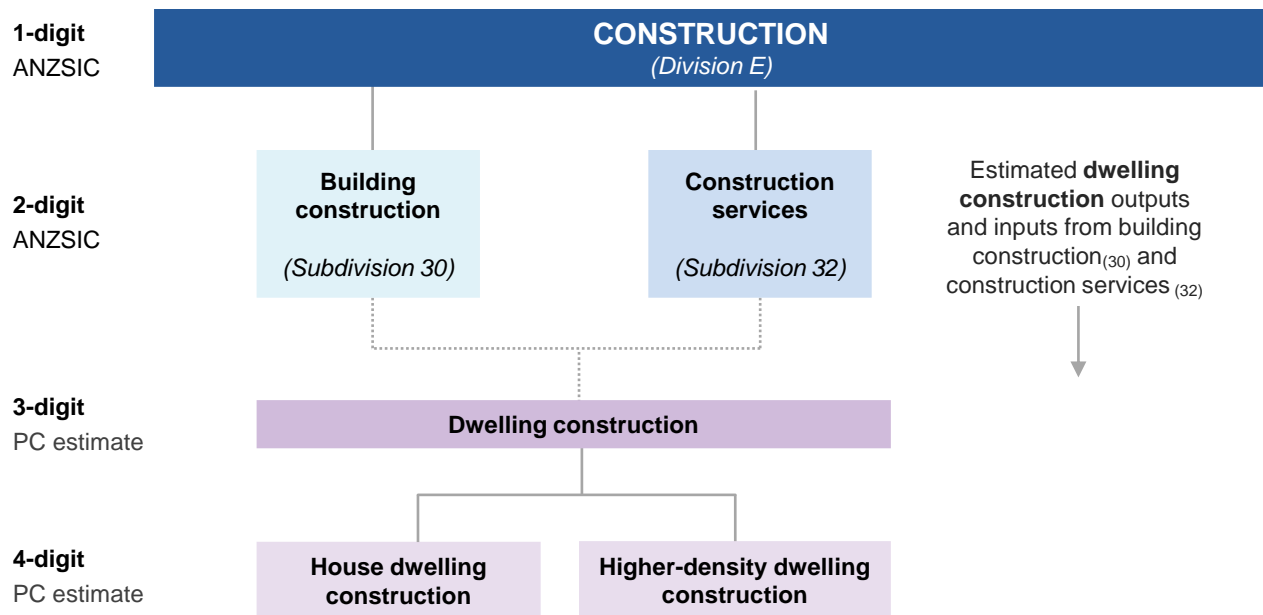 1-digit
ANZSIC
CONSTRUCTION
(Division E)
2-digit
ANZSIC
Building
construction
(Subdivision 30)
Construction
services
(Subdivision 32)
Estimated dwelling
construction outputs
and inputs from building
construction(30) and
construction services (32)
3-digit
PC estimate
Dwelling construction
4-digit
PC estimate
House dwelling
construction
Higher-density dwelling
construction